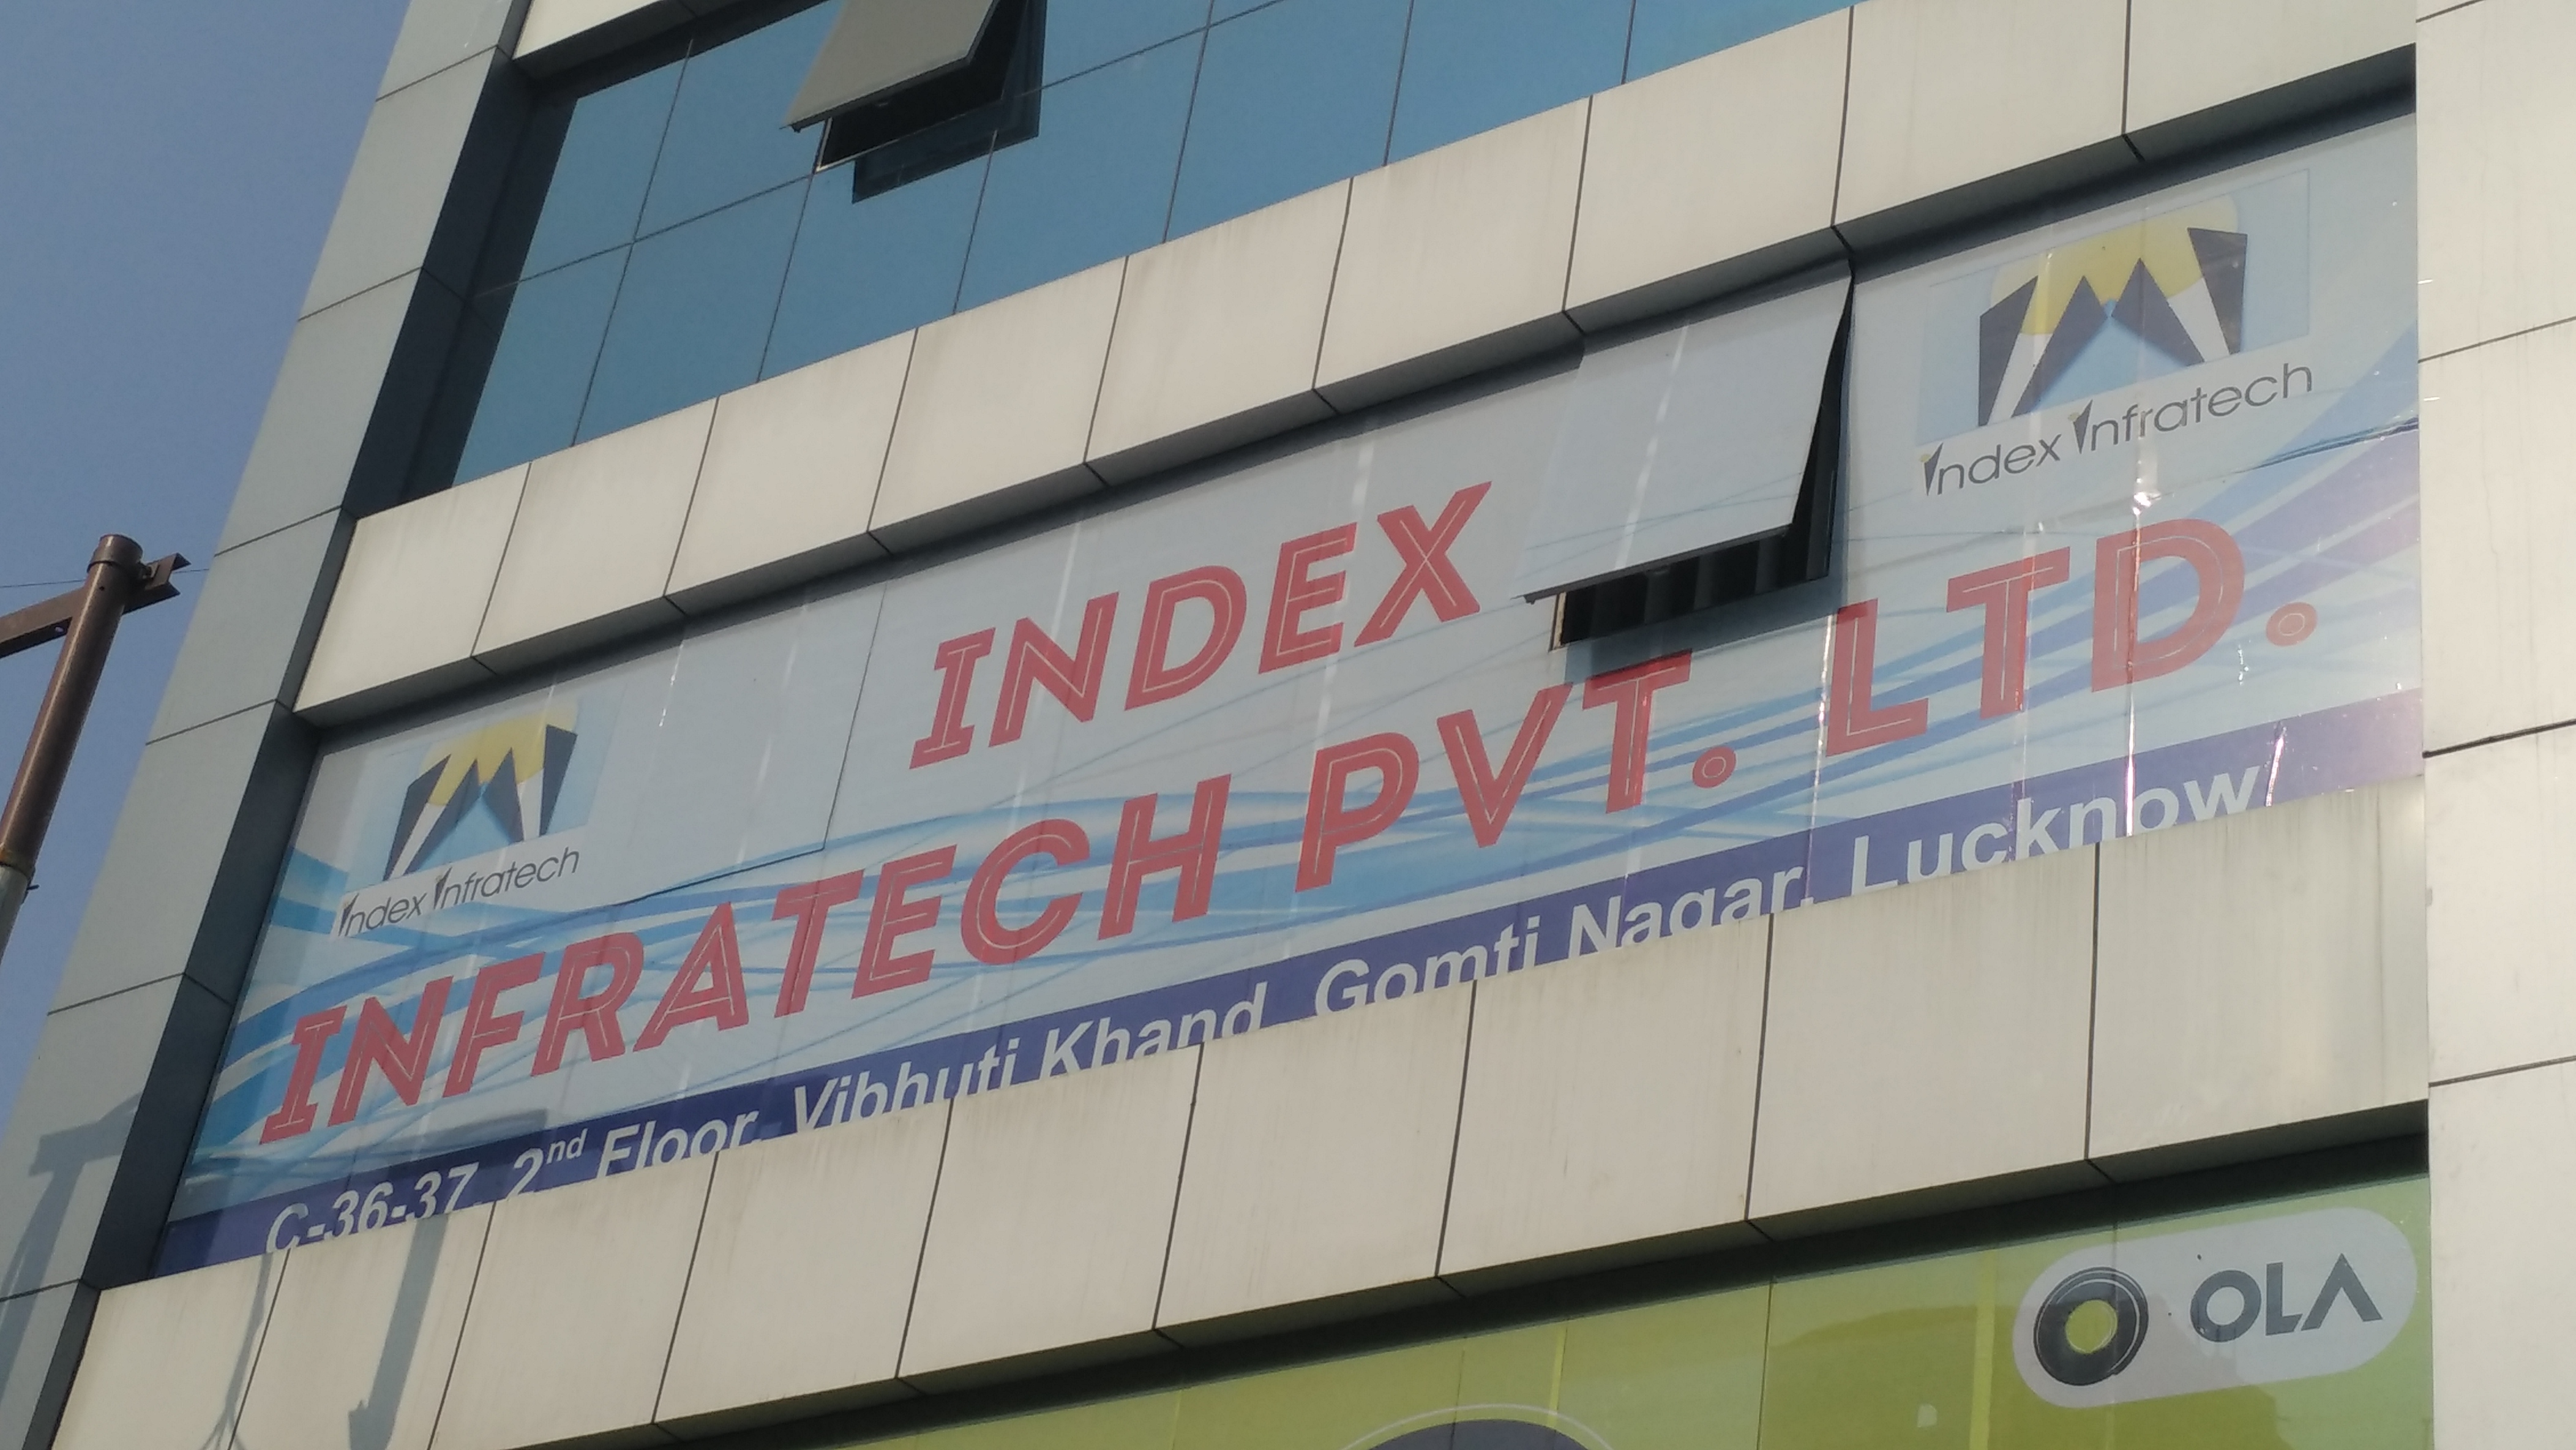 Index Infratech
INDEX
Index Infratech
INFRATECH PVT. LTD.
C-36-37, 2nd Floor, Vibhuti Khand, Gomti Nagar, Lucknow
OLA